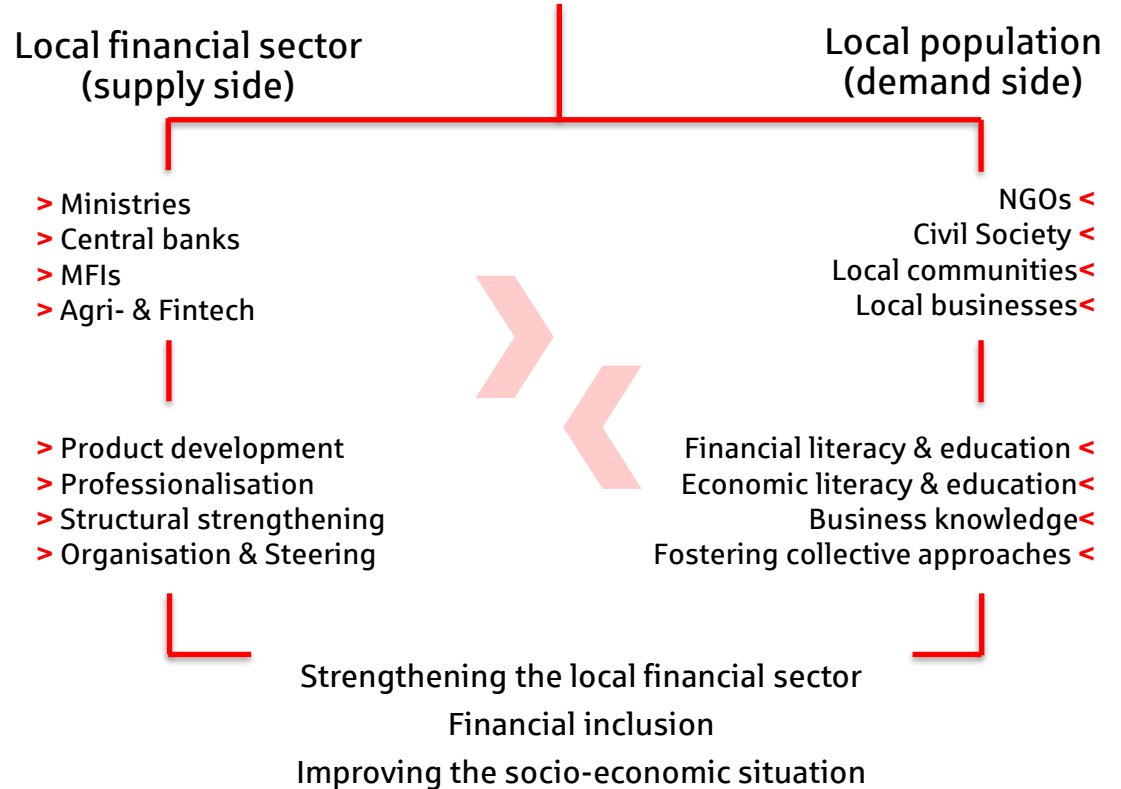 Local financial sector
(supply side)
Local population
(demand side)
> Ministries
> Central banks
> MFIs
> Agri- & Fintech
NGOs <
Civil Society <
Local communities<
Local businesses<
> Product development
> Professionalisation
> Structural strengthening
> Organisation & Steering
Financial literacy & education <
Economic literacy & education<
Business knowledge<
Fostering collective approaches <
Strengthening the local financial sector
Financial inclusion
Improving the socio-economic situation